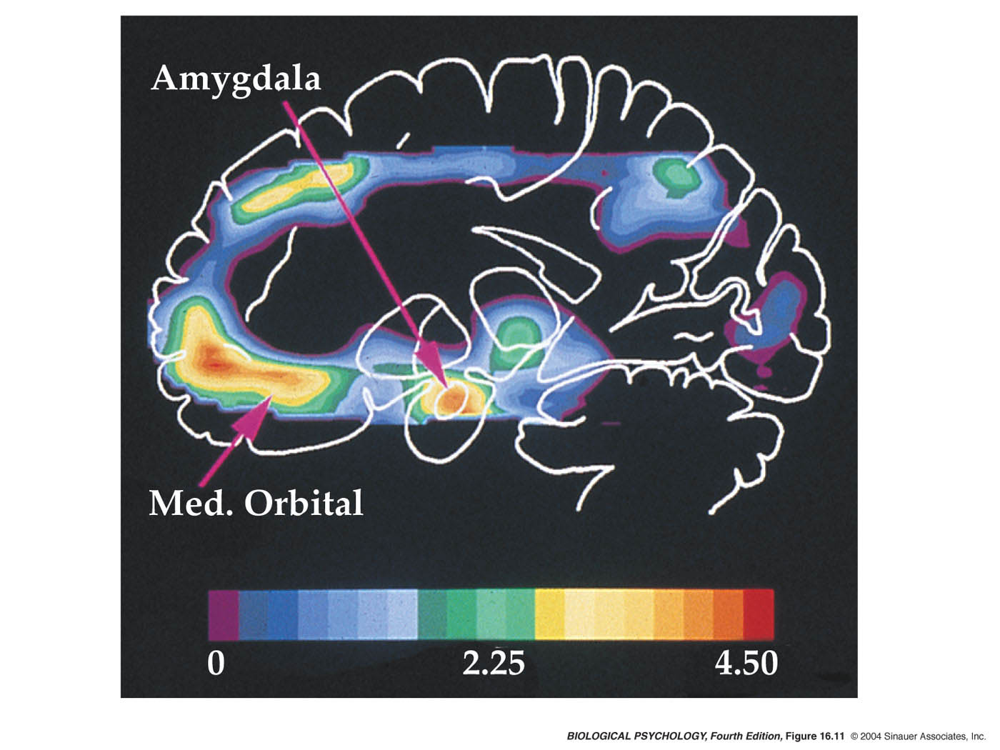 Amygdala
Med. Orbital
0 2.25 4.50
BIOLOGICAL PSYCHOLOGY, Fourth Edition, Figure 16.11 © 2004 Sinauer Associates, Inc.